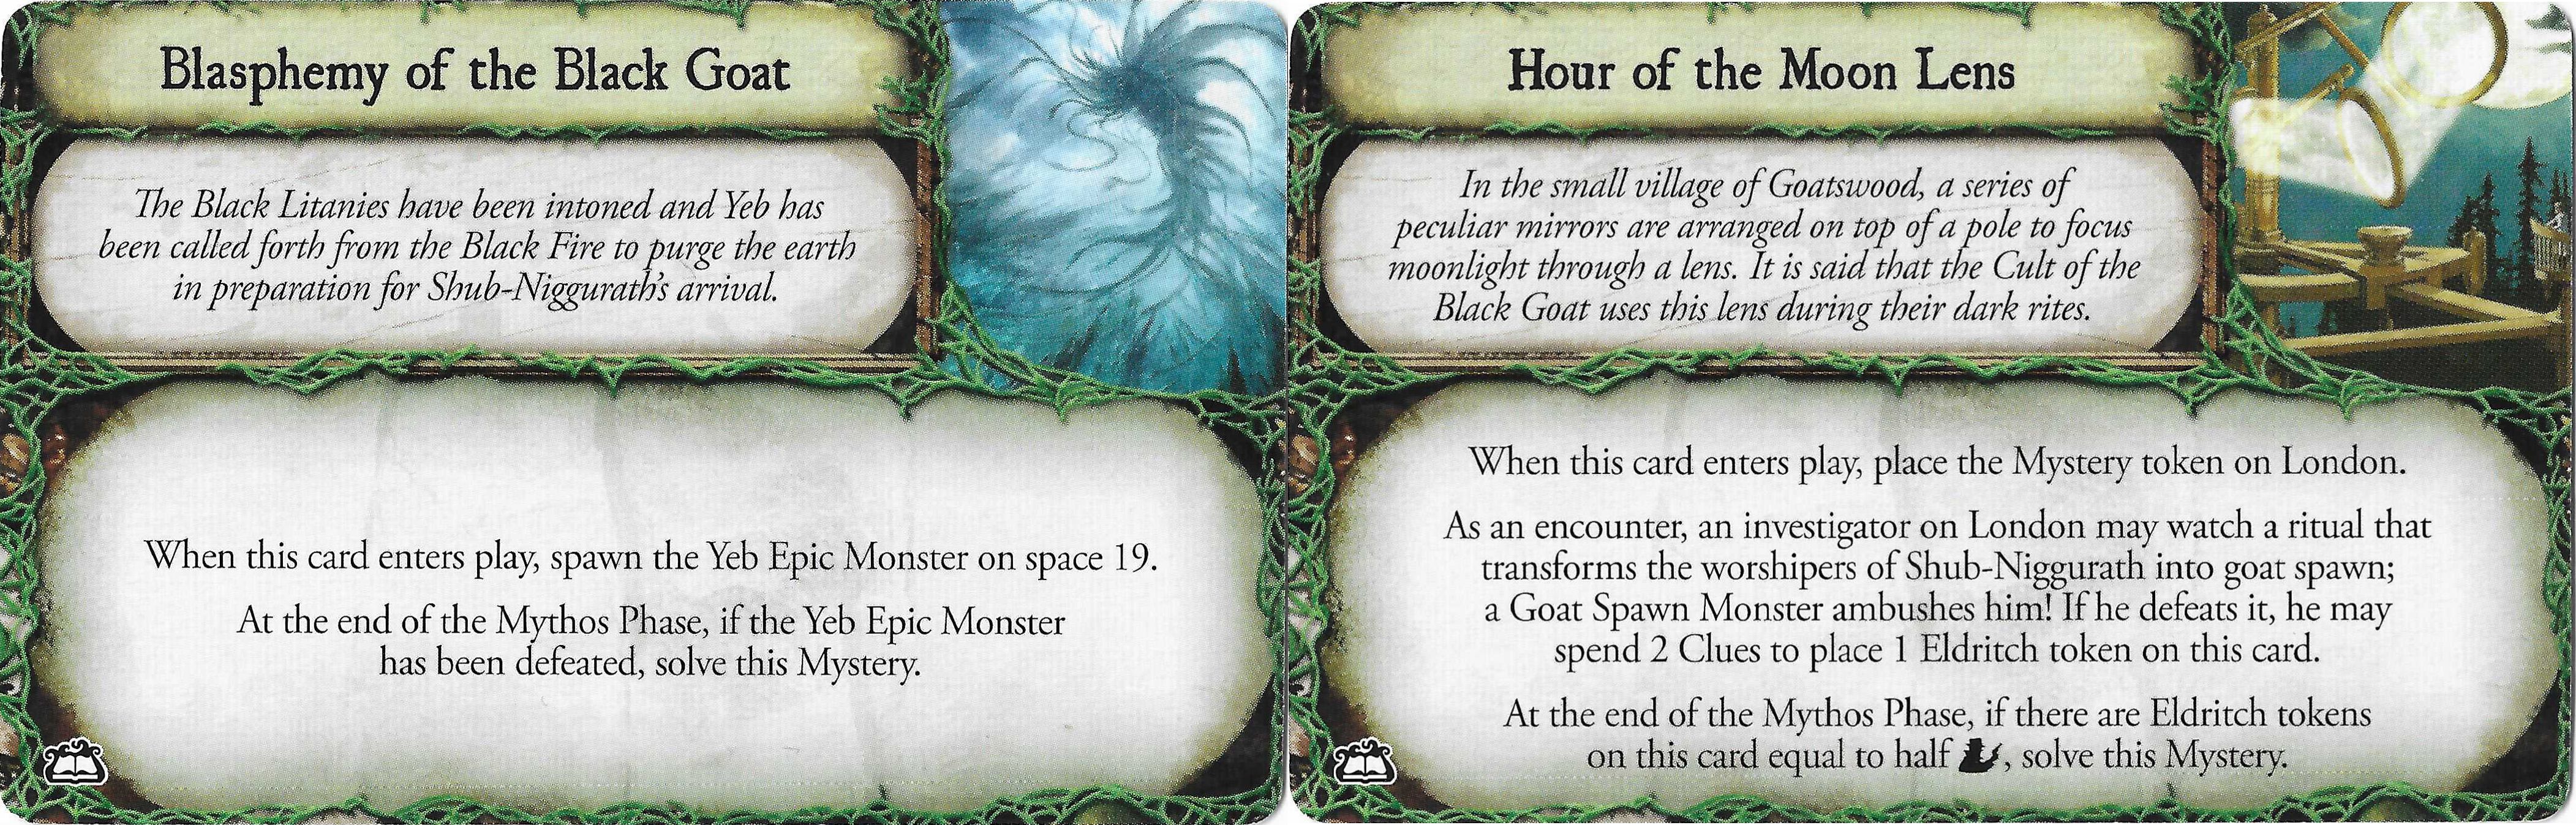 Blasphemy of the Black Goat
The Black Litanies have been intoned and Yeb has
been called forth from the Black Fire to purge the earth
in preparation for Shub-Niggurath's arrival.
When this card enters play, spawn the Yeb Epic Monster on space 19.
At the end of the Mythos Phase, if the Yeb Epic Monster
has been defeated, solve this Mystery.
Hour of the Moon Lens
In the small village of Goatswood, a series of
peculiar mirrors are arranged on top of a pole to focus
moonlight through a lens. It is said that the Cult of the
Black Goat uses this lens during their dark rites.
When this card enters play, place the Mystery token on London.
As an encounter, an investigator on London may watch a ritual that
transforms the worshipers of Shub-Niggurath into goat spawn;
a Goat Spawn Monster ambushes him! If he defeats it, he may
spend 2 Clues to place 1 Eldritch token on this card.
At the end of the Mythos Phase, if there are Eldritch tokens
on this card equal to half , solve this Mystery.